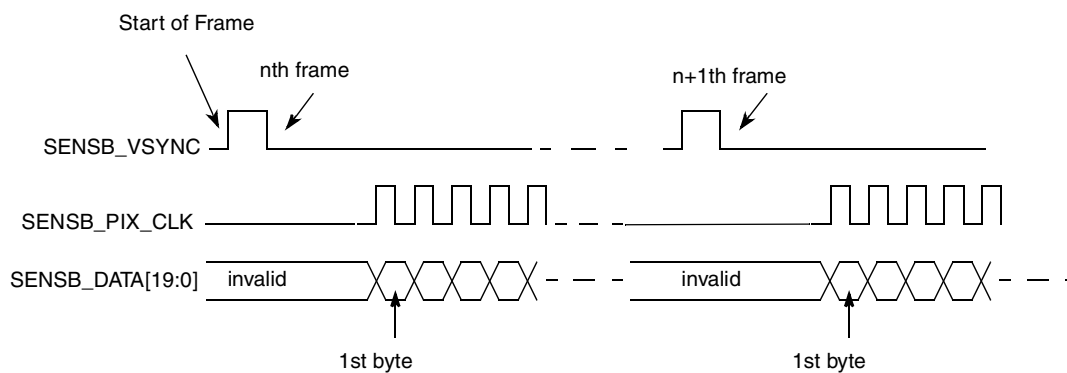 Start of Frame
nth frame
n+1th frame
SENSB_VSYNC
SENSB_PIX_CLK
SENSB_DATA[19:0]
invalid
invalid
1st byte
1st byte